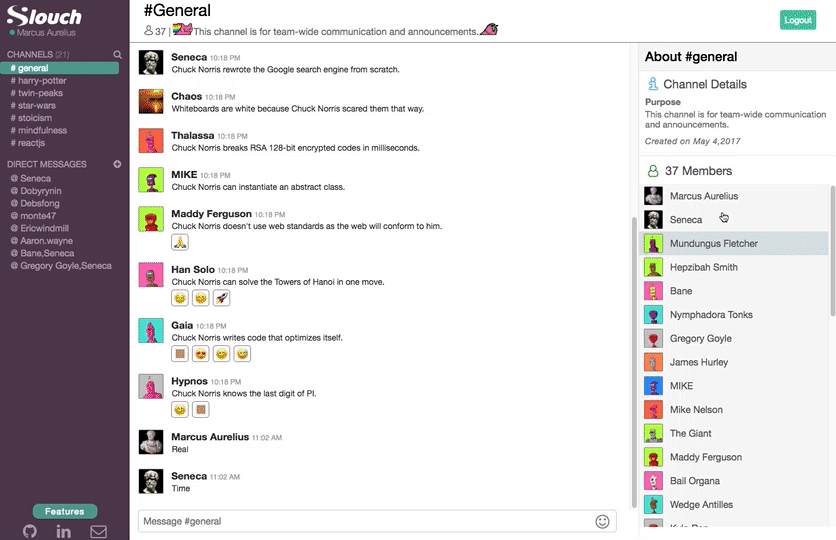 Slouch
Marcus Aurelius
CHANNELS (21)
# general
# harry-potter
# twin-peaks
# star-wars
# stoicism
# mindfulness
# reactjs
DIRECT MESSAGES
@ Seneca
@ Dobyrynin
@ Debsfong
@ monte47
@ Ericwindmill
@ Aaron.wayne
@ Bane,Seneca
@ Gregory Goyle,Seneca
Features
#General
37 | This channel is for team-wide communication and announcements.
Logout
Seneca 10:18 PM
Chuck Norris rewrote the Google search engine from scratch.
Chaos 10:18 PM
Whiteboards are white because Chuck Norris scared them that way.
Thalassa 10:18 PM
Chuck Norris breaks RSA 128-bit encrypted codes in milliseconds.
MIKE 10:18 PM
Chuck Norris can instantiate an abstract class.
Maddy Ferguson 10:18 PM
Chuck Norris doesn't use web standards as the web will conform to him.
Han Solo 10:18 PM
Chuck Norris can solve the Towers of Hanoi in one move.
Gaia 10:18 PM
Chuck Norris writes code that optimizes itself.
Hypnos 10:18 PM
Chuck Norris knows the last digit of PI.
Marcus Aurelius 11:02 AM
Real
Seneca 11:02 AM
Time
Message #general
About #general
Channel Details
Purpose
This channel is for team-wide communication
and announcements.
Created on May 4,2017
37 Members
Marcus Aurelius
Seneca
Mundungus Fletcher
Hepzibah Smith
Bane
Nymphadora Tonks
Gregory Goyle
James Hurley
MIKE
Mike Nelson
The Giant
Maddy Ferguson
Bail Organa
Wedge Antilles